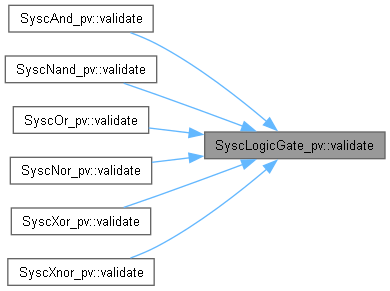 SyscAnd_pv::validate
SyscNand_pv::validate
SyscOr_pv::validate
SyscLogicGate_pv::validate
SyscNor_pv::validate
SyscXor_pv::validate
SyscXnor_pv::validate